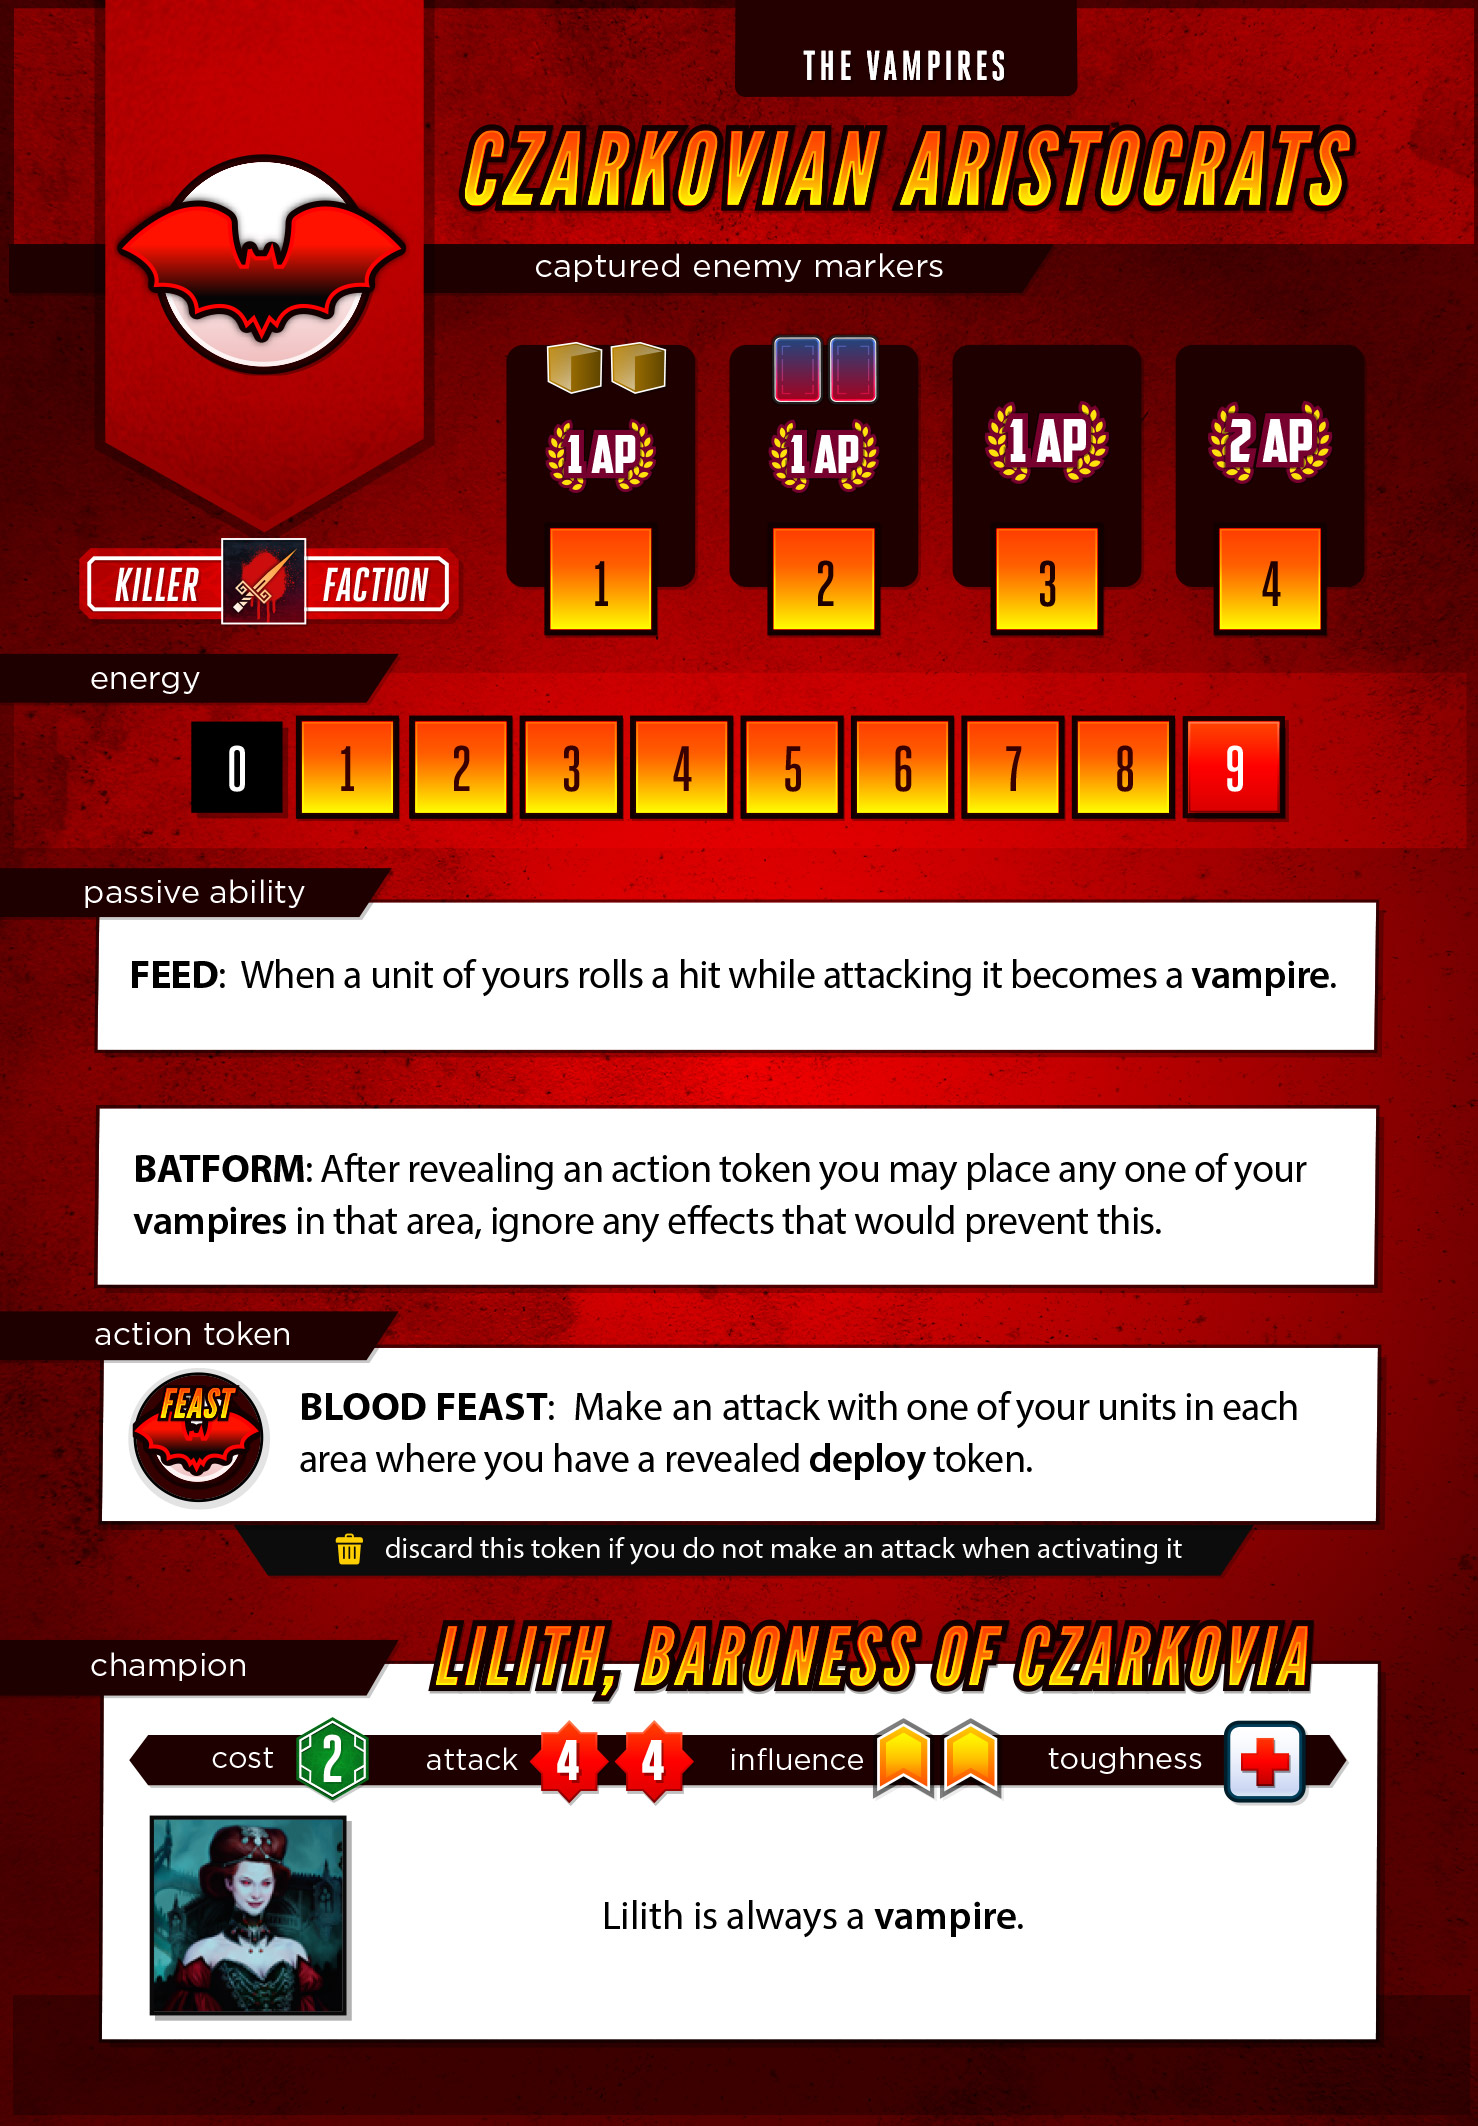 THE VAMPIRES
CZARKOVIAN ARISTOCRATS
captured enemy markers
1 AP 1 AP 1 AP 2 AP
1 2 3 4
KILLER FACTION
energy
0 1 2 3 4 5 6 7 8 9
passive ability
FEED: When a unit of yours rolls a hit while attacking it becomes a vampire.
BATFORM: After revealing an action token you may place any one of your
vampires in that area, ignore any effects that would prevent this.
action token
FEAST
BLOOD FEAST: Make an attack with one of your units in each
area where you have a revealed deploy token.
discard this token if you do not make an attack when activating it
champion
LILITH, BARONESS OF CZARKOVIA
cost 2 attack 4 4 influence toughness
Lilith is always a vampire.